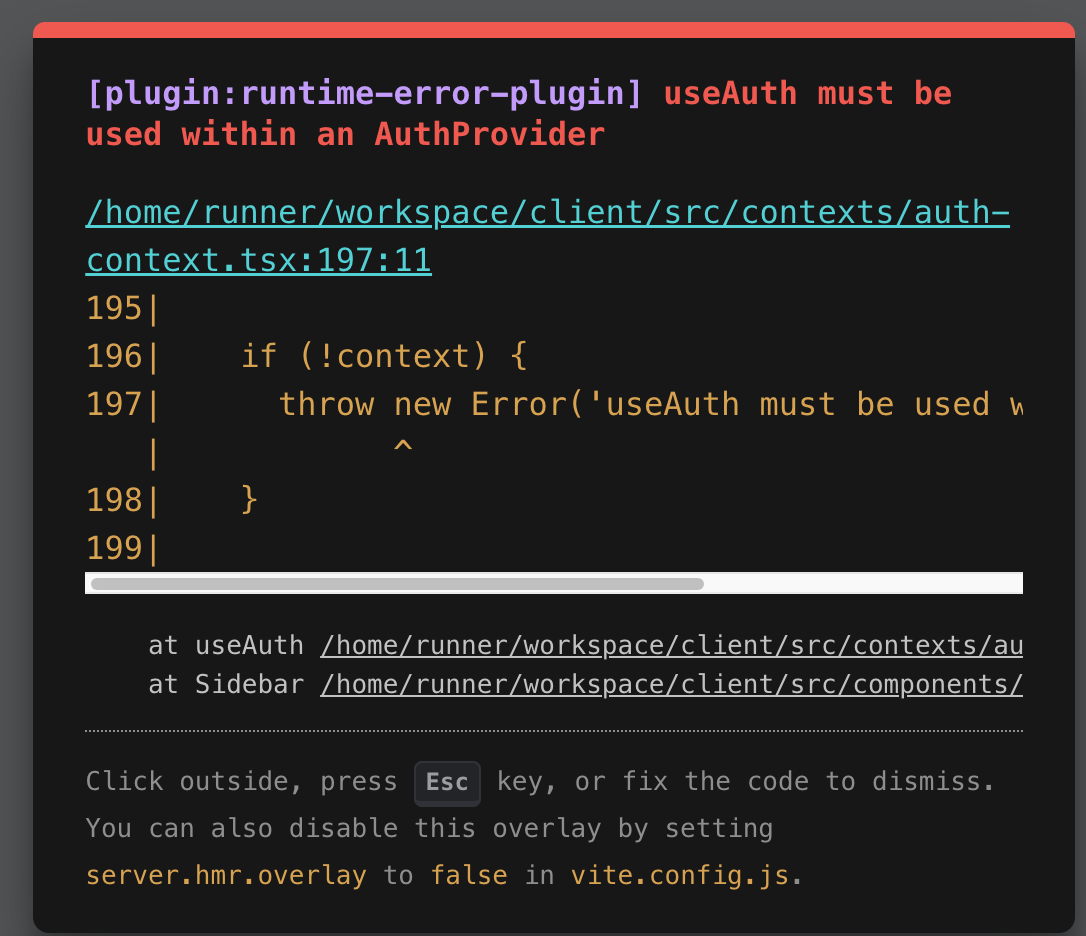 [plugin:runtime-error-plugin] useAuth must be
used within an AuthProvider
/home/runner/workspace/client/src/contexts/auth-
context.tsx:197:11
195|
196|    if (!context) {
197|      throw new Error('useAuth must be used
   |            ^
198|    }
199|
at useAuth /home/runner/workspace/client/src/contexts/au
at Sidebar /home/runner/workspace/client/src/components/
Click outside, press Esc key, or fix the code to dismiss.
You can also disable this overlay by setting
server.hmr.overlay to false in vite.config.js.